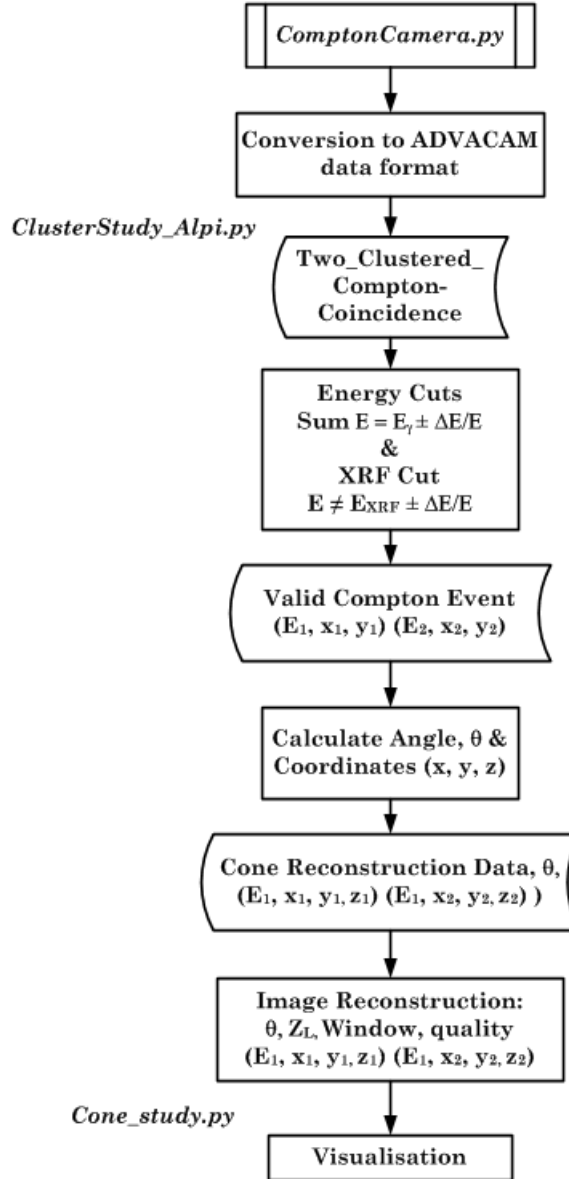 ComptonCamera.py
Conversion to ADVACAM
data format
ClusterStudy_Alpi.py
Two_Clustered_
Compton-
Coincidence
Energy Cuts
Sum E = Eγ ± ΔE/E
&
XRF Cut
E ≠ EXRF ± ΔE/E
Valid Compton Event
(E₁, x₁, y₁) (E₂, x₂, y₂)
Calculate Angle, θ &
Coordinates (x, y, z)
Cone Reconstruction Data, θ,
(E₁, x₁, y₁, z₁) (E₁, x₂, y₂, z₂) )
Image Reconstruction:
θ, Z_L, Window, quality
(E₁, x₁, y₁, z₁) (E₁, x₂, y₂, z₂)
Cone_study.py
Visualisation